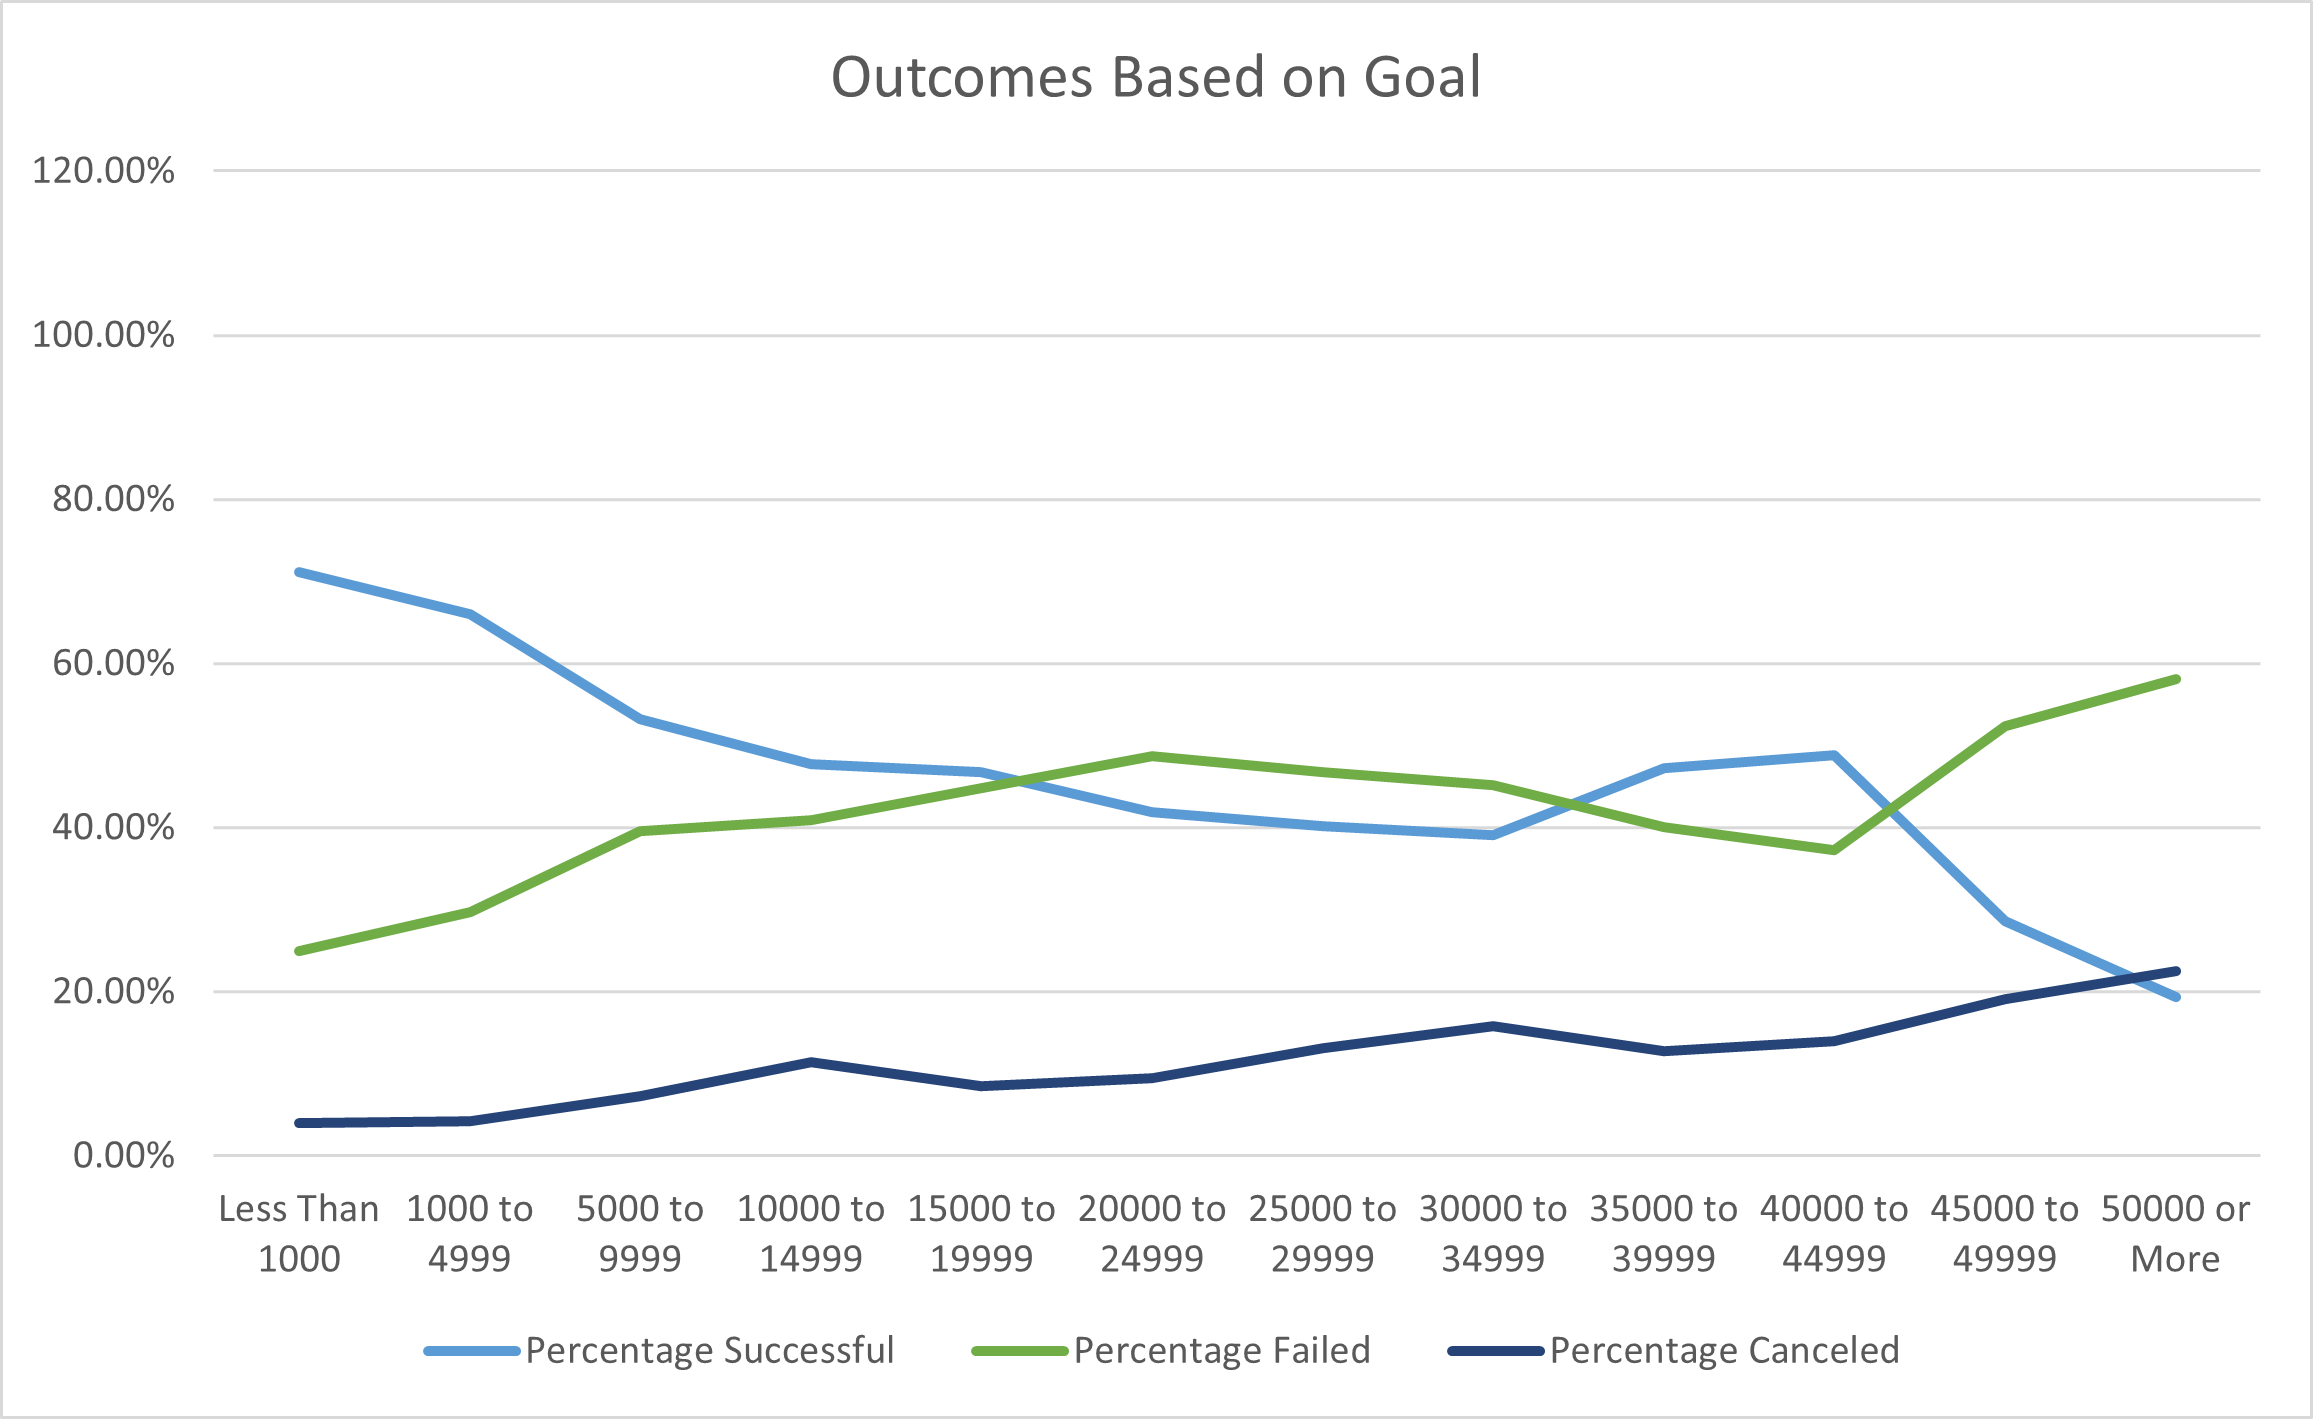 Outcomes Based on Goal
120.00%
100.00%
80.00%
60.00%
40.00%
20.00%
0.00%
Less Than 1000 to 5000 to 10000 to 15000 to 20000 to 25000 to 30000 to 35000 to 40000 to 45000 to 50000 or
1000 4999 9999 14999 19999 24999 29999 34999 39999 44999 49999 More
Percentage Successful Percentage Failed Percentage Canceled